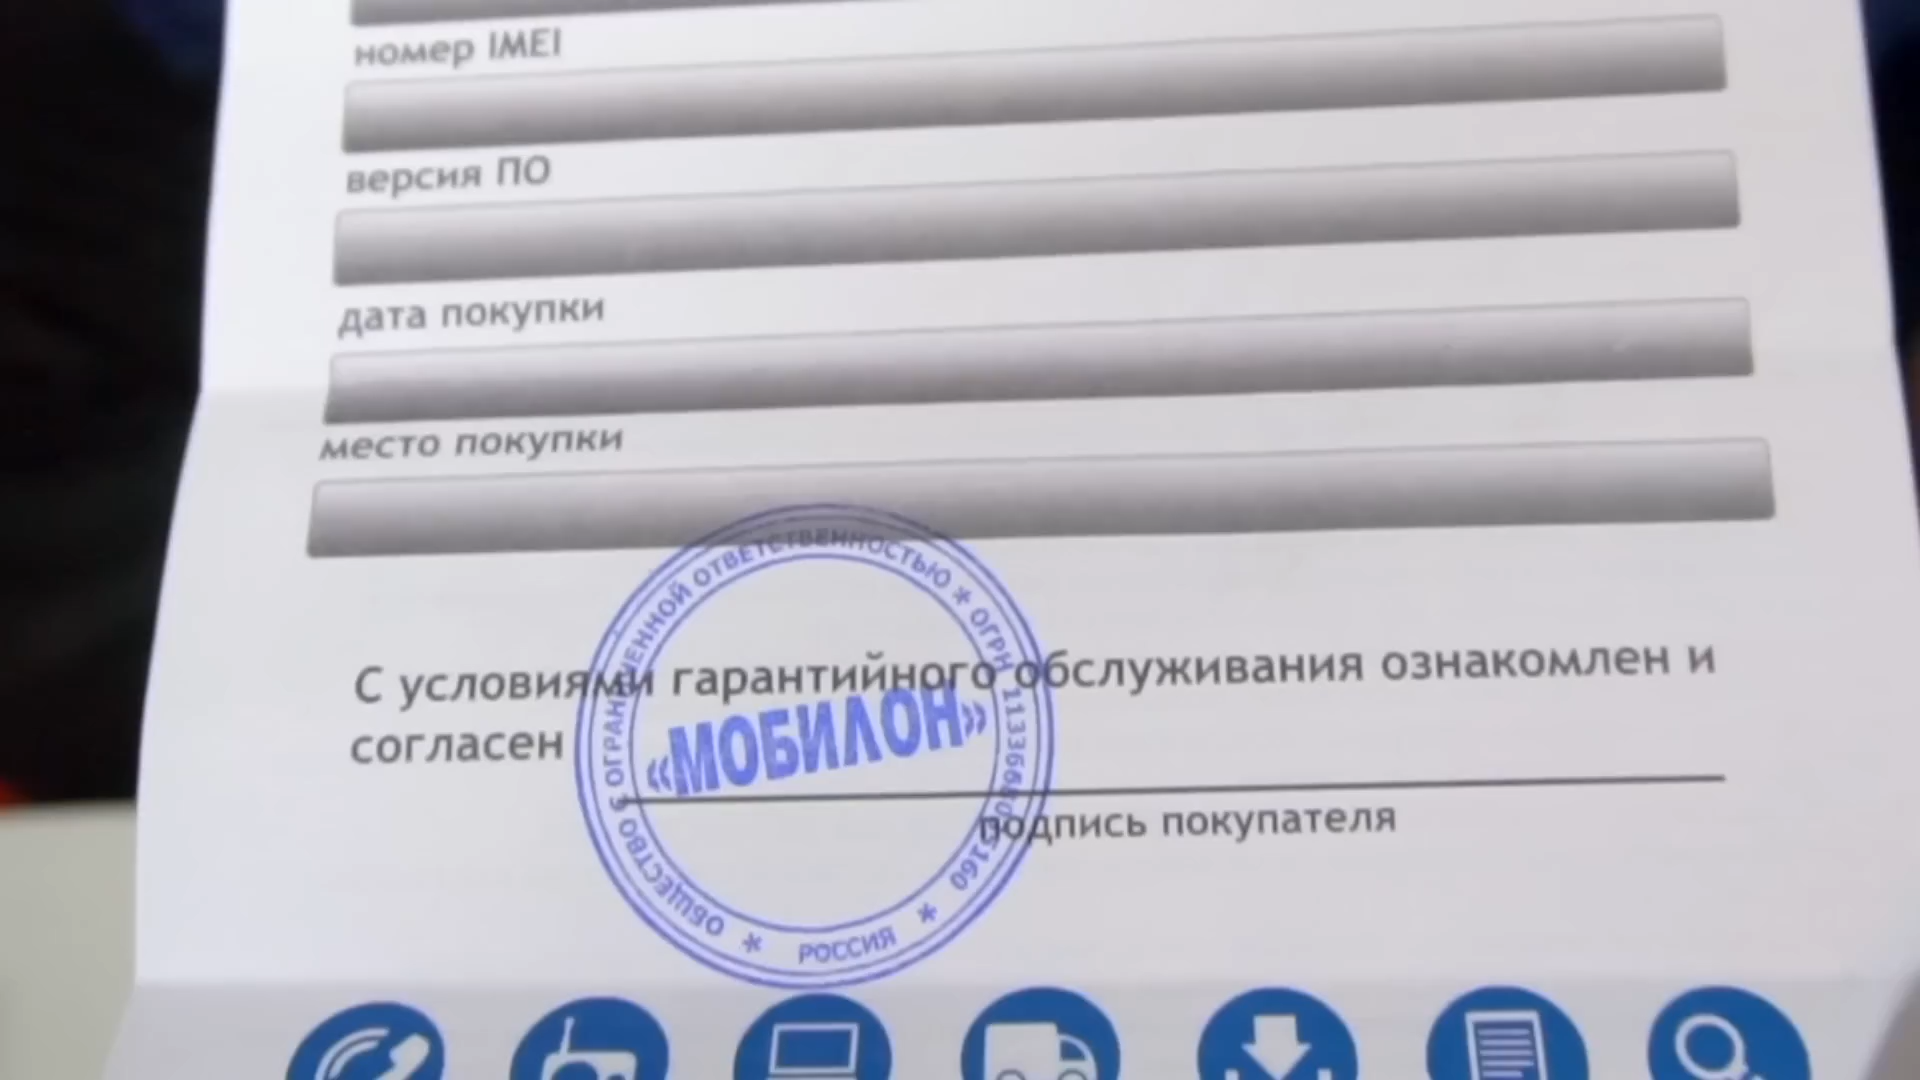 номер IMEI
версия ПО
дата покупки
место покупки
С условиями гарантийного обслуживания ознакомлен и
согласен
подпись покупателя
ОБЩЕСТВО С ОГРАНИЧЕННОЙ ОТВЕТСТВЕННОСТЬЮ * ОГРН
«МОБИЛОН»
* РОССИЯ *